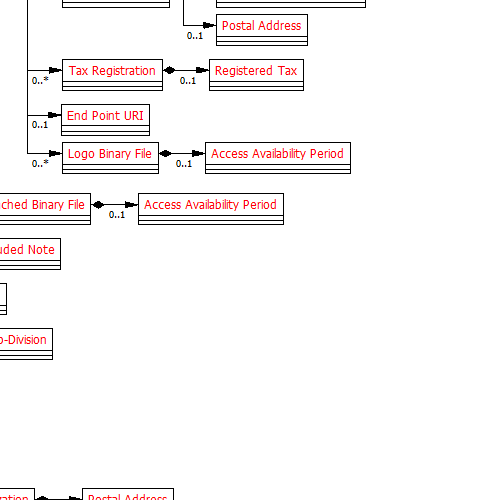 Postal Address
0..1
Tax Registration
Registered Tax
0..*
0..1
End Point URI
0..1
Logo Binary File
Access Availability Period
0..*
0..1
ched Binary File
Access Availability Period
0..1
uded Note
-Division
Postal Address